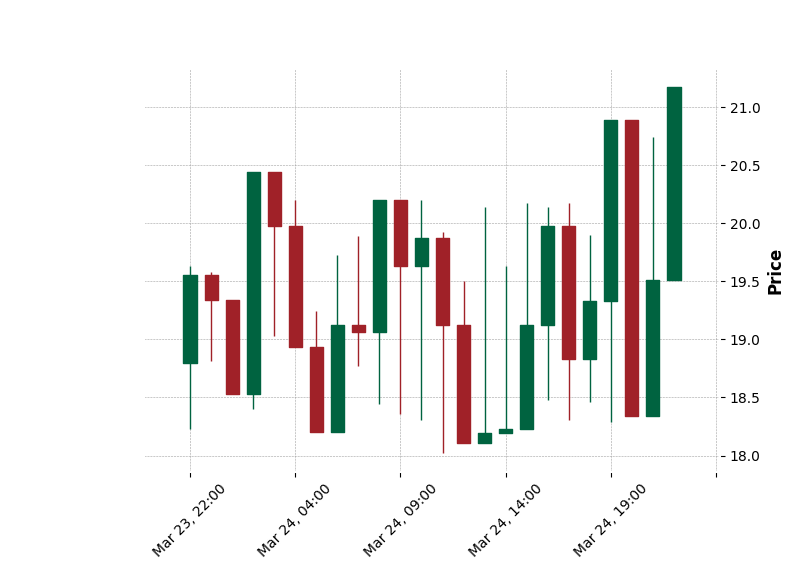 21.0
20.5
20.0
19.5
19.0
18.5
18.0
Price
Mar 23, 22:00
Mar 24, 04:00
Mar 24, 09:00
Mar 24, 14:00
Mar 24, 19:00